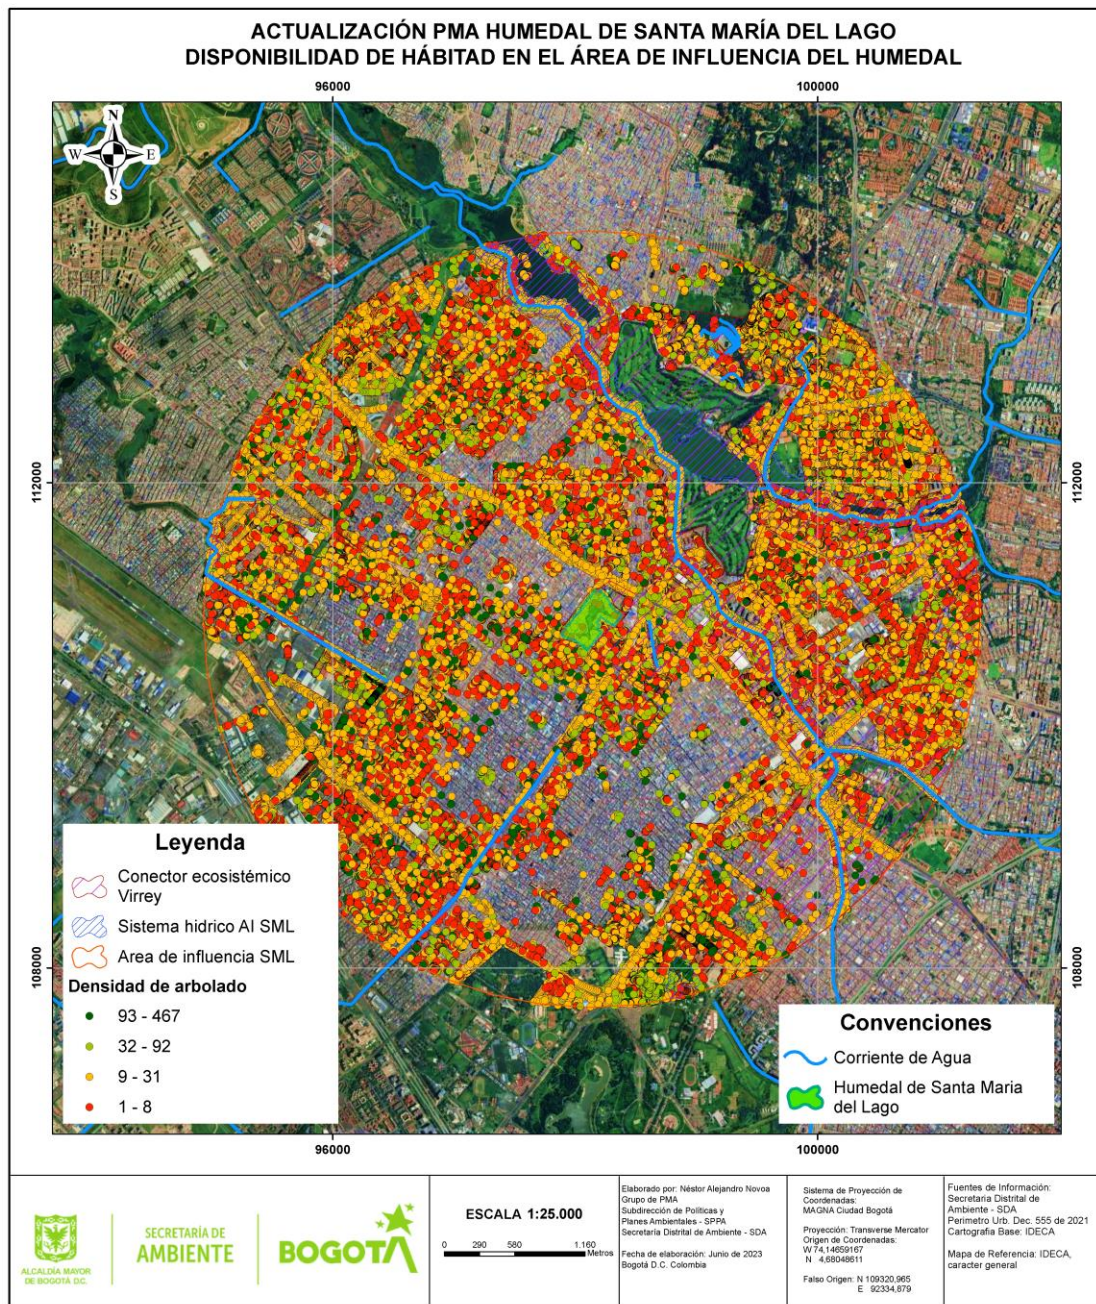 ACTUALIZACIÓN PMA HUMEDAL DE SANTA MARÍA DEL LAGO
DISPONIBILIDAD DE HÁBITAD EN EL ÁREA DE INFLUENCIA DEL HUMEDAL
96000
100000
N
W
E
S
112000
112000
108000
108000
Leyenda
Conector ecosistémico
Virrey
Sistema hidrico AI SML
Area de influencia SML
Densidad de arbolado
93 - 467
32 - 92
9 - 31
1 - 8
Convenciones
Corriente de Agua
Humedal de Santa Maria
del Lago
96000
100000
ALCALDÍA MAYOR
DE BOGOTÁ D.C.
SECRETARÍA DE
AMBIENTE
BOGOTÁ
ESCALA 1:25.000
0 290 580 1.160
Metros
Elaborado por: Néstor Alejandro Novoa
Grupo de PMA
Subdirección de Políticas y
Planes Ambientales - SPPA
Secretaria Distrital de Ambiente - SDA
Fecha de elaboración: Junio de 2023
Bogotá D.C. Colombia
Sistema de Proyección de
Coordenadas:
MAGNA Ciudad Bogotá
Proyección: Transverse Mercator
Origen de Coordenadas:
W 74,14659167
N 4,68048611
Falso Origen: N 109320,965
E 92334,879
Fuentes de Información:
Secretaria Distrital de
Ambiente - SDA
Perimetro Urb. Dec. 555 de 2021
Cartografia Base: IDECA
Mapa de Referencia: IDECA,
caracter general